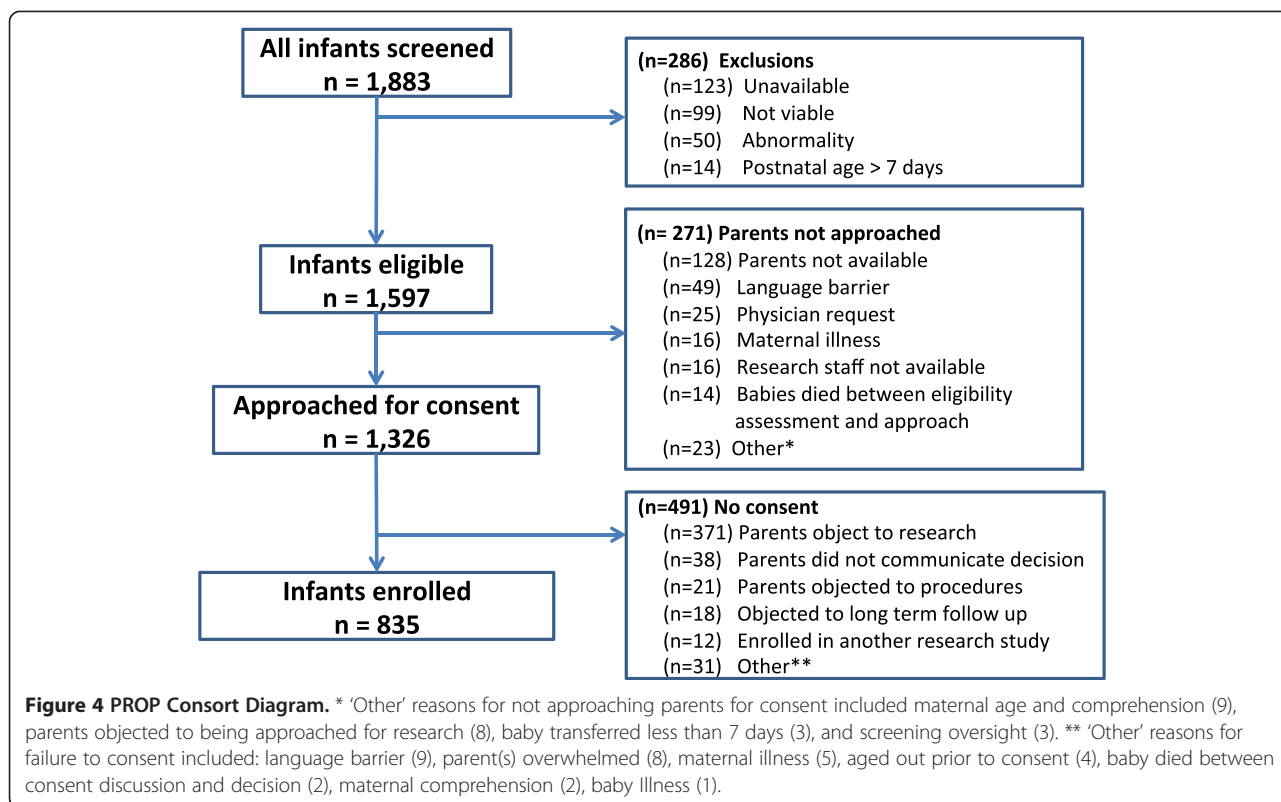 All infants screened
n = 1,883
(n=286) Exclusions
(n=123) Unavailable
(n=99) Not viable
(n=50) Abnormality
(n=14) Postnatal age > 7 days
Infants eligible
n = 1,597
(n= 271) Parents not approached
(n=128) Parents not available
(n=49) Language barrier
(n=25) Physician request
(n=16) Maternal illness
(n=16) Research staff not available
(n=14) Babies died between eligibility
assessment and approach
(n=23) Other*
Approached for consent
n = 1,326
(n=491) No consent
(n=371) Parents object to research
(n=38) Parents did not communicate decision
(n=21) Parents objected to procedures
(n=18) Objected to long term follow up
(n=12) Enrolled in another research study
(n=31) Other**
Infants enrolled
n = 835
Figure 4 PROP Consort Diagram. * ‘Other’ reasons for not approaching parents for consent included maternal age and comprehension (9),
parents objected to being approached for research (8), baby transferred less than 7 days (3), and screening oversight (3). ** ‘Other’ reasons for
failure to consent included: language barrier (9), parent(s) overwhelmed (8), maternal illness (5), aged out prior to consent (4), baby died between
consent discussion and decision (2), maternal comprehension (2), baby Illness (1).